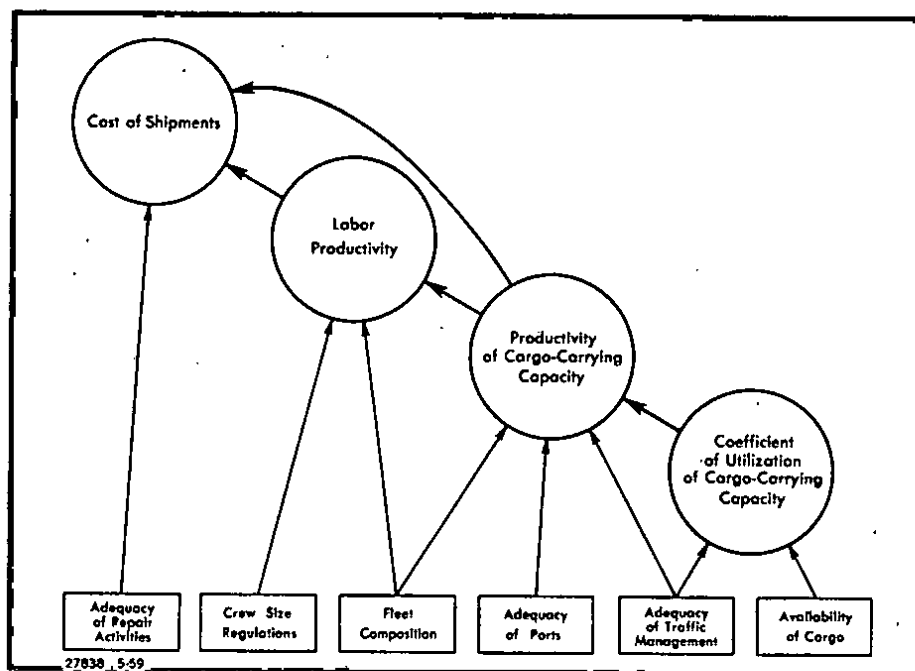 Cost of Shipments
Labor
Productivity
Productivity
of Cargo-Carrying
Capacity
Coefficient
of Utilization
of Cargo-Carrying
Capacity
Adequacy
of Repair
Activities
Crew Size
Regulations
Fleet
Composition
Adequacy
of Ports
Adequacy
of Traffic
Management
Availability
of Cargo
27838 5-59